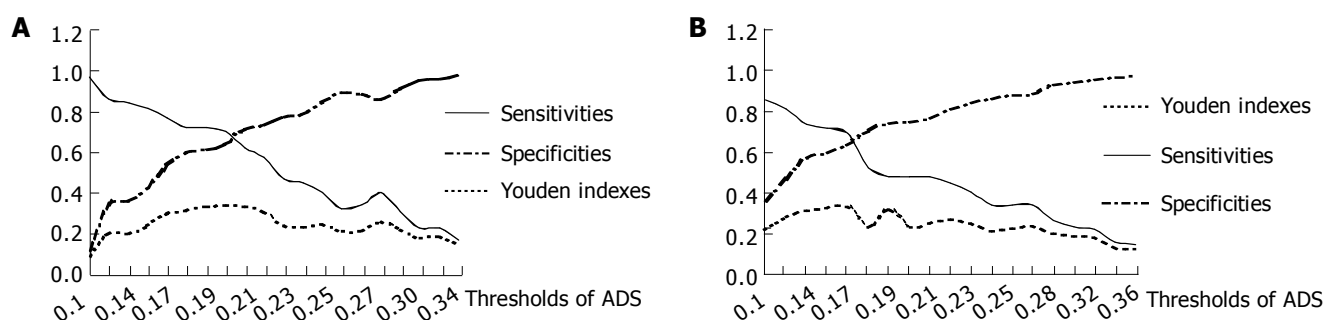 A
1.2
1.0
0.8
0.6
0.4
0.2
0.0
0.1 0.14 0.17 0.19 0.21 0.23 0.25 0.27 0.30 0.34
Thresholds of ADS
Sensitivities
Specificities
Youden indexes
B
1.2
1.0
0.8
0.6
0.4
0.2
0.0
0.1 0.14 0.17 0.19 0.21 0.23 0.25 0.28 0.32 0.36
Thresholds of ADS
Youden indexes
Sensitivities
Specificities